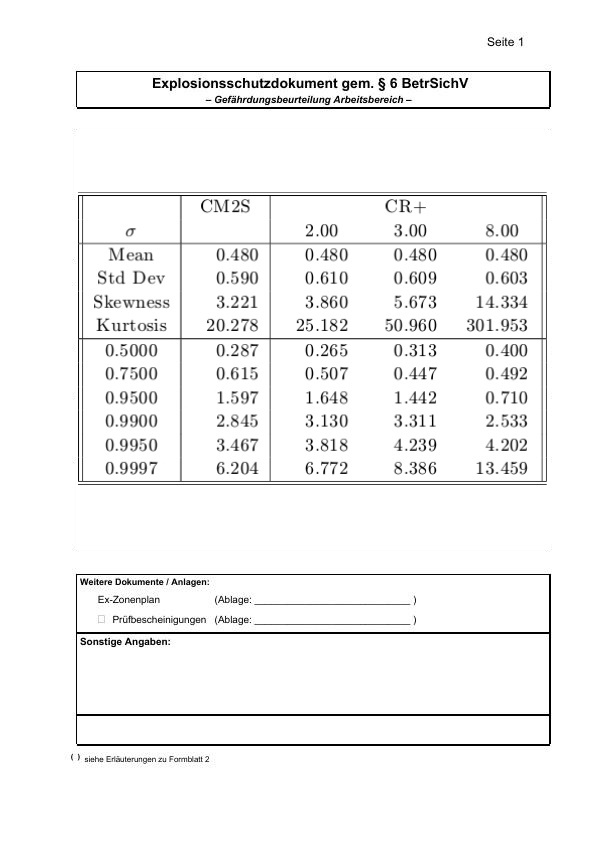 Seite 1
Explosionsschutzdokument gem. § 6 BetrSichV
– Gefährdungsbeurteilung Arbeitsbereich –
CM2S CR+
σ 2.00 3.00 8.00
Mean 0.480 0.480 0.480 0.480
Std Dev 0.590 0.610 0.609 0.603
Skewness 3.221 3.860 5.673 14.334
Kurtosis 20.278 25.182 50.960 301.953
0.5000 0.287 0.265 0.313 0.400
0.7500 0.615 0.507 0.447 0.492
0.9500 1.597 1.648 1.442 0.710
0.9900 2.845 3.130 3.311 2.533
0.9950 3.467 3.818 4.239 4.202
0.9997 6.204 6.772 8.386 13.459
Weitere Dokumente / Anlagen:
Ex-Zonenplan (Ablage: ____________________________ )
☐ Prüfbescheinigungen (Ablage: ____________________________ )
Sonstige Angaben:
( ) siehe Erläuterungen zu Formblatt 2